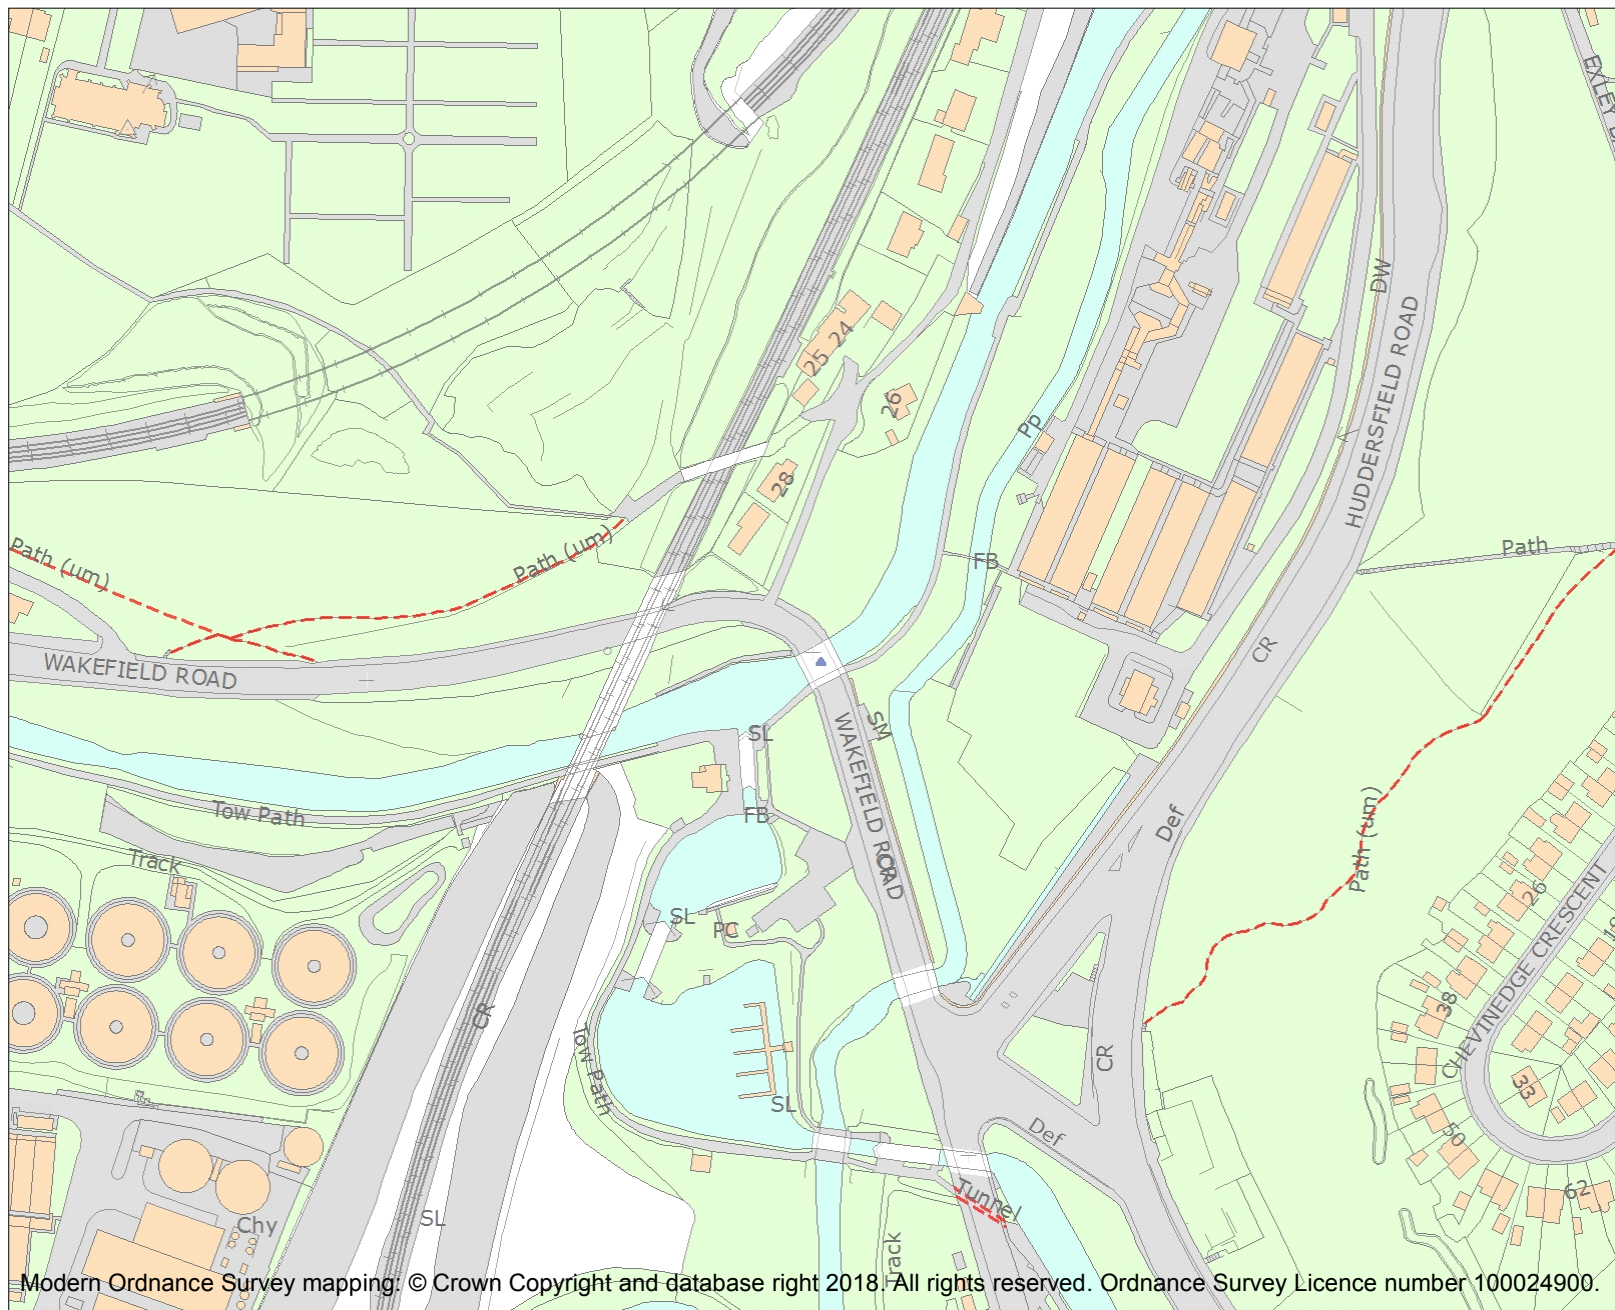 EXLEY
DW
HUDDERSFIELD ROAD
24
25
26
Pp
28
Path (um)
Path (um)
FB
Path
WAKEFIELD ROAD
CR
SL
SM
WAKEFIELD ROAD
CR
Def
Path (um)
Tow Path
FB
Track
26
CHEVINEDGE CRESCENT
SL
PC
38
CR
Tow Path
CR
33
SL
Def
50
Tunnel
62
SL
Chy
Track
Modern Ordnance Survey mapping: © Crown Copyright and database right 2018. All rights reserved. Ordnance Survey Licence number 100024900.